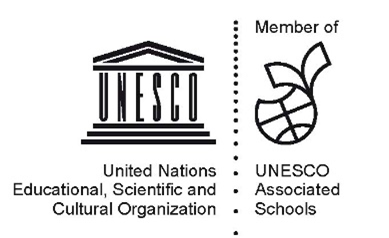 Member of
UNESCO
United Nations
Educational, Scientific and
Cultural Organization
UNESCO
Associated
Schools